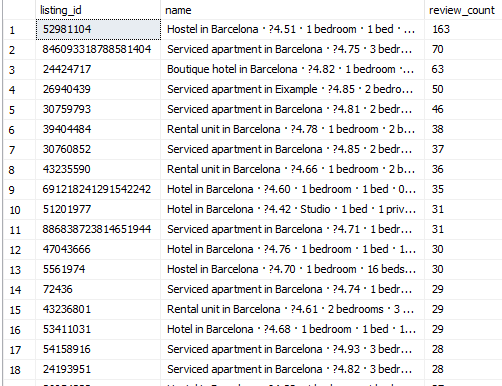 listing_id name review_count
1 52981104 Hostel in Barcelona · ?4.51 · 1 bedroom · 1 bed · ... 163
2 846093318788581404 Serviced apartment in Barcelona · ?4.75 · 3 bedr... 70
3 24424717 Boutique hotel in Barcelona · ?4.82 · 1 bedroom · ... 63
4 26940439 Serviced apartment in Eixample · ?4.85 · 2 bedro... 50
5 30759793 Serviced apartment in Barcelona · ?4.81 · 2 bedr... 46
6 39404484 Rental unit in Barcelona · ?4.78 · 1 bedroom · 2 b... 38
7 30760852 Serviced apartment in Barcelona · ?4.85 · 2 bedr... 37
8 43235590 Rental unit in Barcelona · ?4.66 · 1 bedroom · 2 b... 36
9 691218241291542242 Hotel in Barcelona · ?4.60 · 1 bedroom · 1 bed · 0... 35
10 51201977 Hostel in Barcelona · ?4.42 · Studio · 1 bed · 1 priv... 31
11 886838723814651944 Serviced apartment in Barcelona · ?4.71 · 1 bedr... 31
12 47043666 Hotel in Barcelona · ?4.76 · 1 bedroom · 1 bed · 1... 30
13 5561974 Hostel in Barcelona · ?4.70 · 1 bedroom · 16 beds... 30
14 72436 Serviced apartment in Barcelona · ?4.74 · 1 bedr... 29
15 43236801 Rental unit in Barcelona · ?4.61 · 2 bedrooms · 3 ... 29
16 53411031 Hotel in Barcelona · ?4.68 · 1 bedroom · 1 bed · 1... 29
17 54158916 Serviced apartment in Barcelona · ?4.93 · 3 bedr... 28
18 24193951 Serviced apartment in Barcelona · ?4.82 · 3 bedr... 28